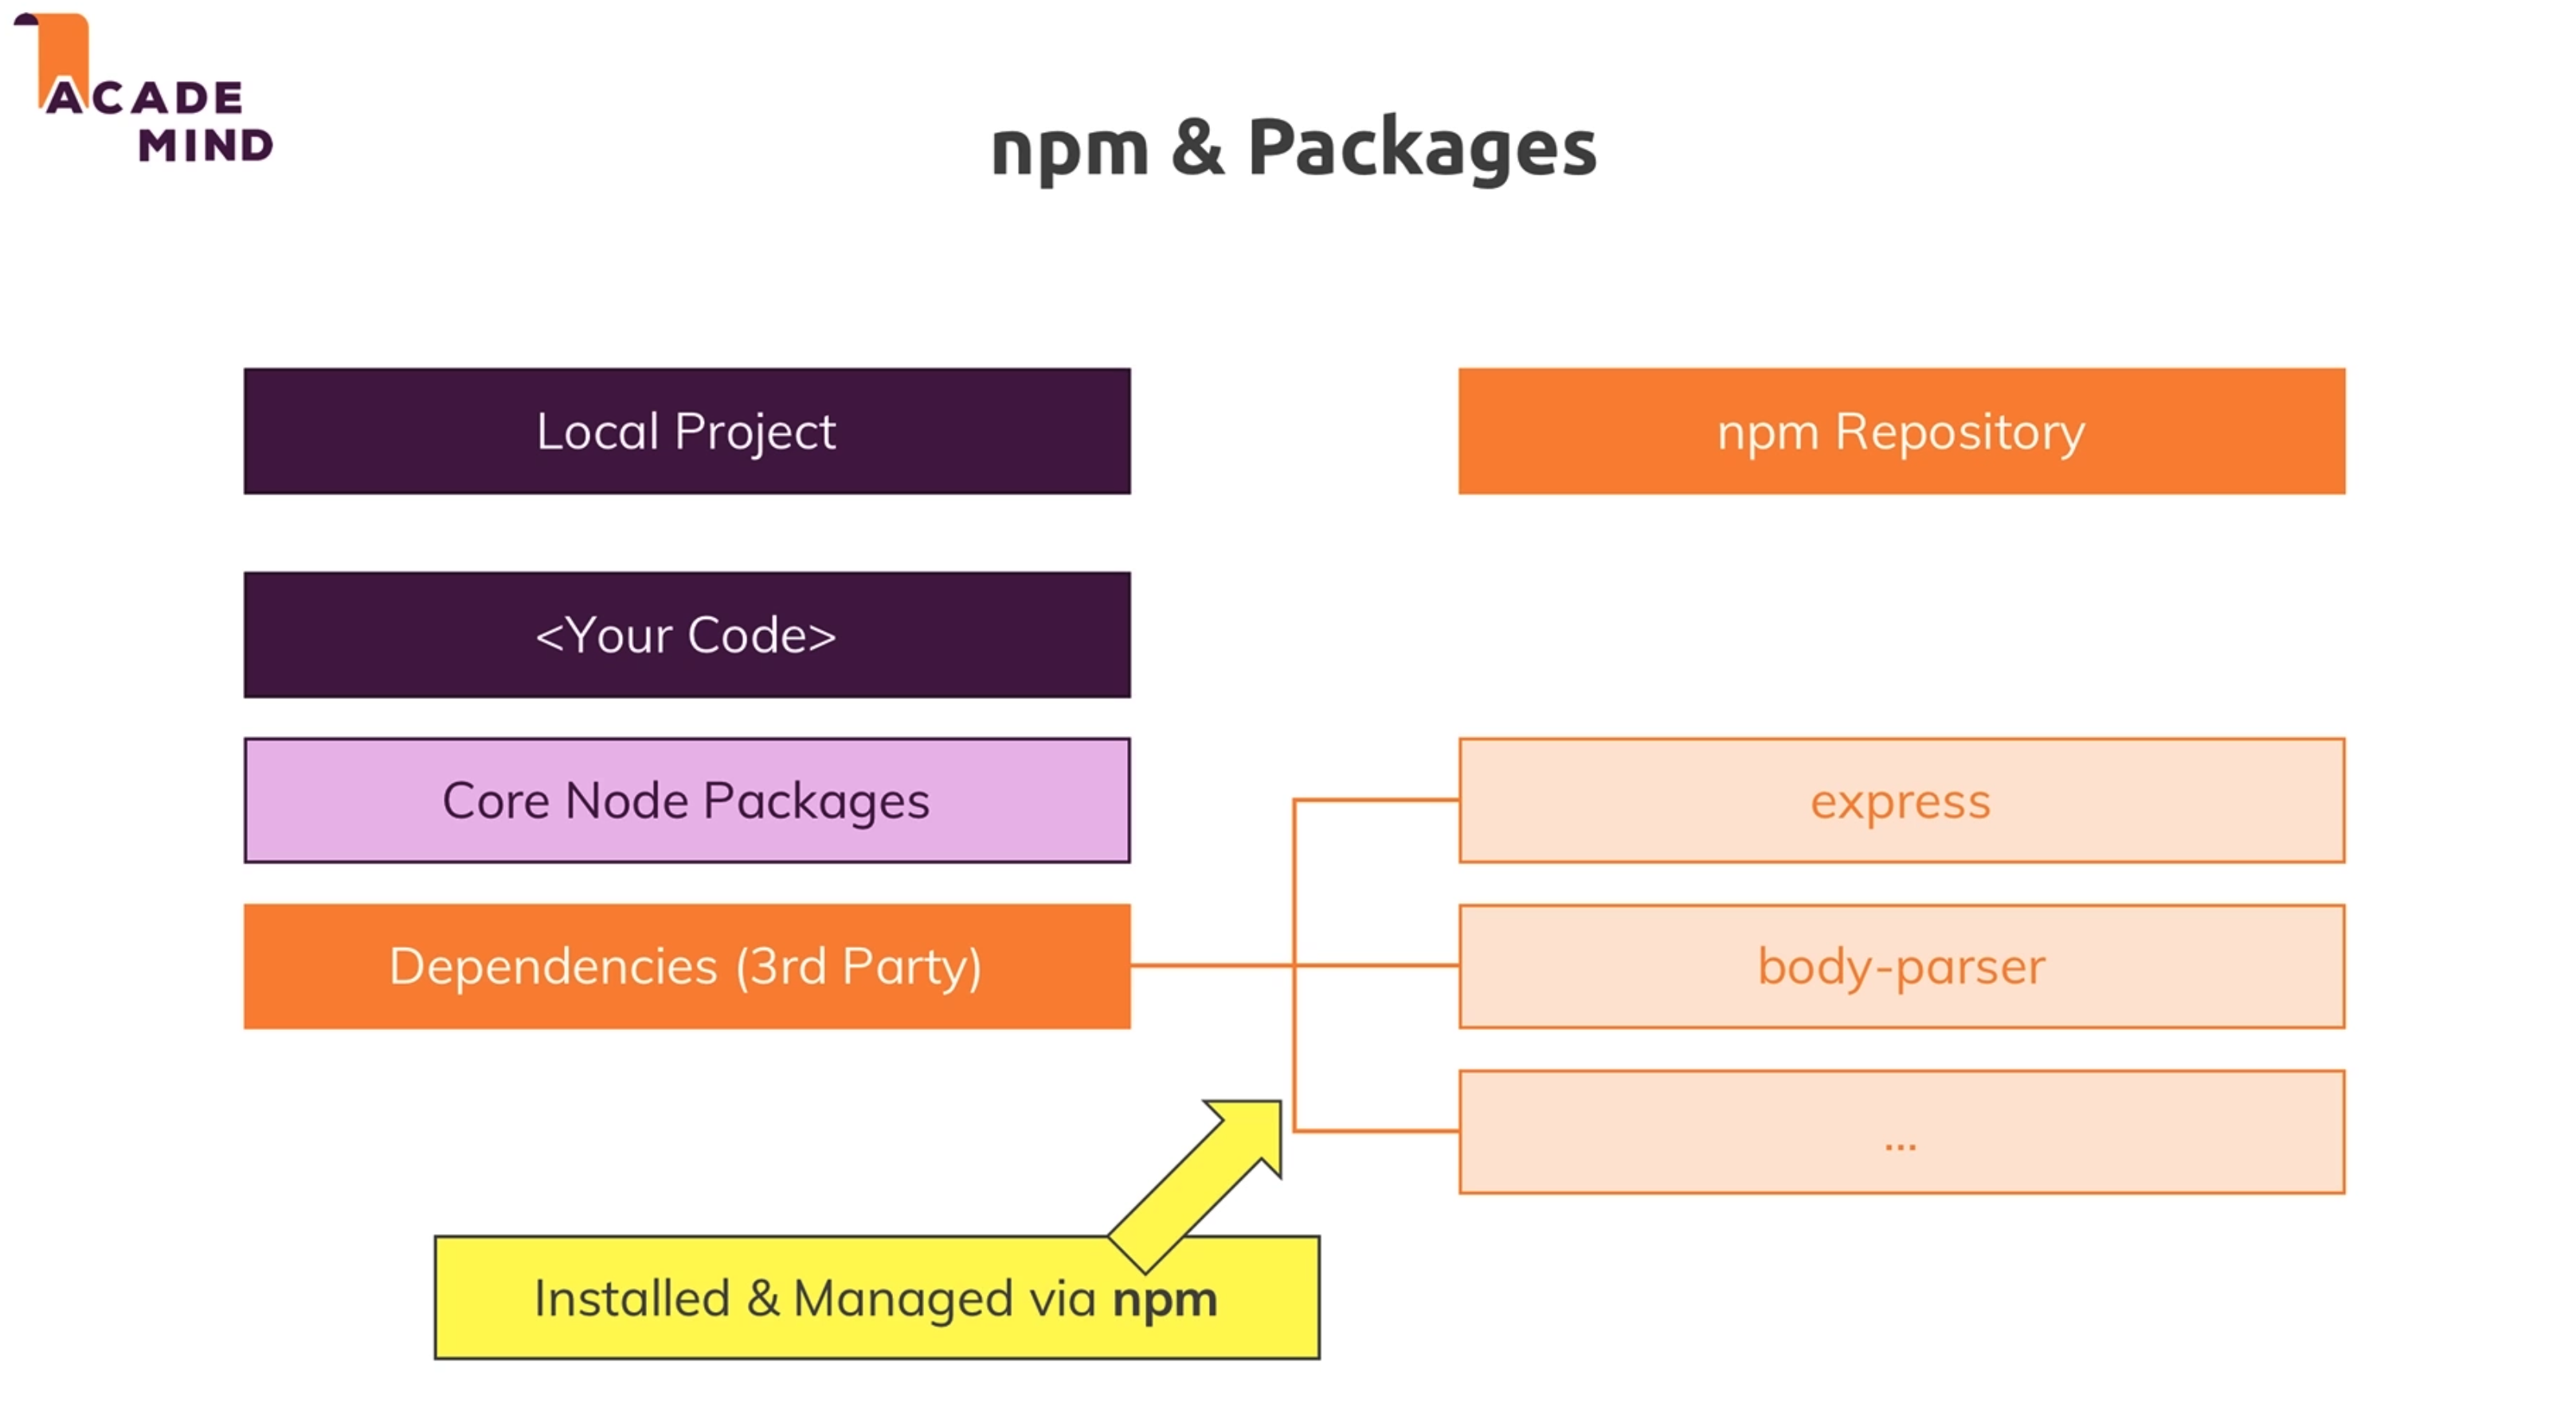 ACADE
MIND
npm & Packages
Local Project
npm Repository
<Your Code>
Core Node Packages
express
Dependencies (3rd Party)
body-parser
...
Installed & Managed via npm